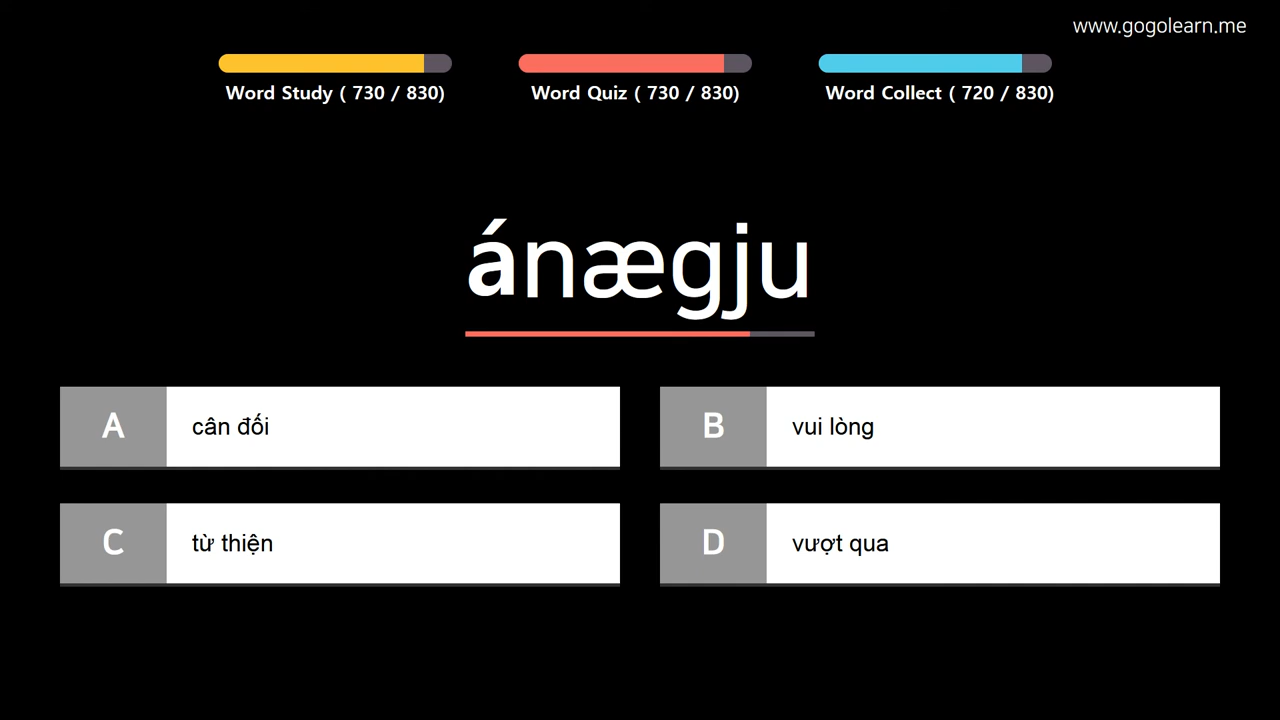 www.gogolearn.me
Word Study ( 730 / 830)
Word Quiz ( 730 / 830)
Word Collect ( 720 / 830)
ánægju
A cân đối
B vui lòng
C từ thiện
D vượt qua